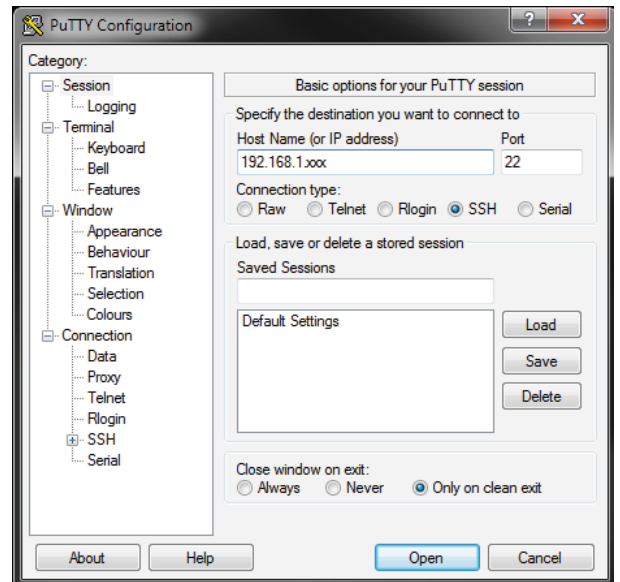 PuTTY Configuration
Category:
Session
Logging
Terminal
Keyboard
Bell
Features
Window
Appearance
Behaviour
Translation
Selection
Colours
Connection
Data
Proxy
Telnet
Rlogin
SSH
Serial
Basic options for your PuTTY session
Specify the destination you want to connect to
Host Name (or IP address) Port
192.168.1.xxx 22
Connection type:
Raw Telnet Rlogin SSH Serial
Load, save or delete a stored session
Saved Sessions
Default Settings
Load
Save
Delete
Close window on exit:
Always Never Only on clean exit
About Help Open Cancel